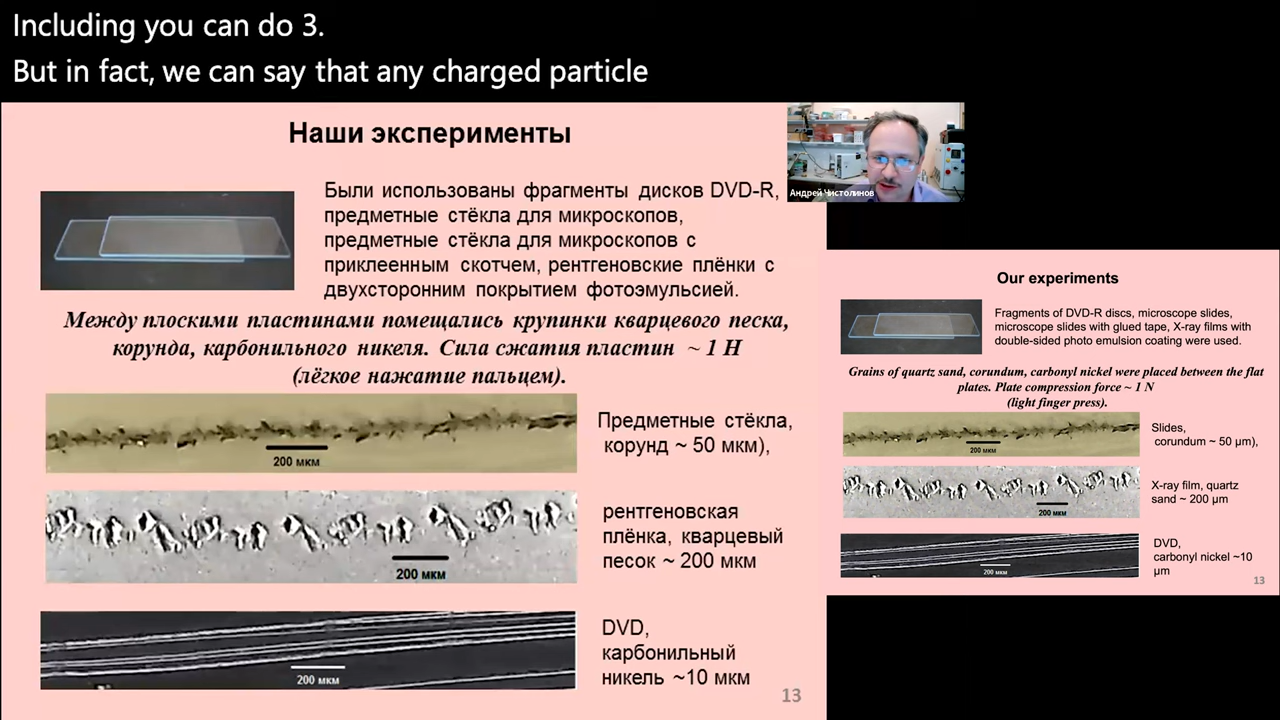 Including you can do 3.
But in fact, we can say that any charged particle
Наши эксперименты
Были использованы фрагменты дисков DVD-R,
предметные стёкла для микроскопов,
предметные стёкла для микроскопов с
приклеенным скотчем, рентгеновские плёнки с
двухсторонним покрытием фотоэмульсией.
Между плоскими пластинами помещались крупинки кварцевого песка,
корунда, карбонильного никеля. Сила сжатия пластин ~ 1 Н
(лёгкое нажатие пальцем).
200 мкм
Предметные стёкла,
корунд ~ 50 мкм),
200 мкм
рентгеновская
плёнка, кварцевый
песок ~ 200 мкм
200 мкм
DVD,
карбонильный
никель ~10 мкм
13
Андрей Чистолинов
Our experiments
Fragments of DVD-R discs, microscope slides,
microscope slides with glued tape, X-ray films with
double-sided photo emulsion coating were used.
Grains of quartz sand, corundum, carbonyl nickel were placed between the flat
plates. Plate compression force ~ 1 N
(light finger press).
200 мкм
Slides,
corundum ~ 50 μm),
200 мкм
X-ray film, quartz
sand ~ 200 μm
200 мкм
DVD,
carbonyl nickel ~10
μm
13